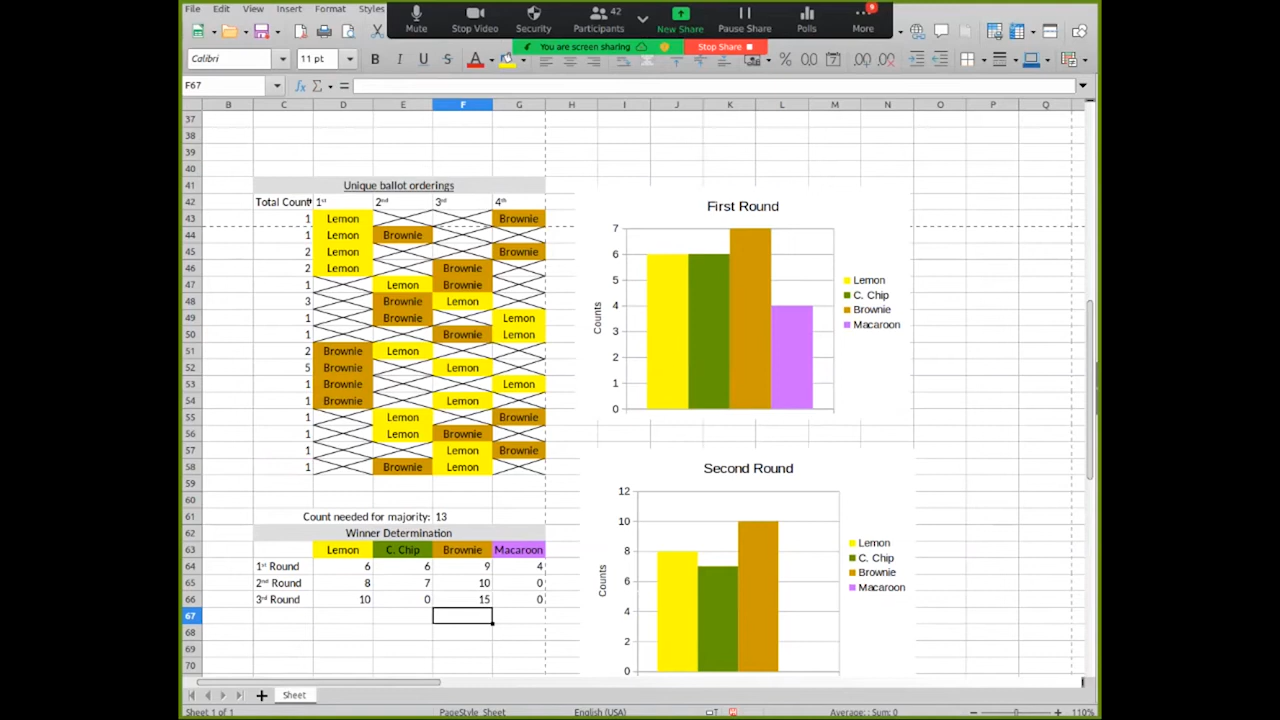 File Edit View Insert Format Styles
Mute Stop Video Security Participants 42 New Share Pause Share Polls More 9
You are screen sharing Stop Share
Calibri 11 pt B I U S A % 0.0 7
F67 fx Σ =
B C D E F G H I J K L M N O P Q
37
38
39
40
41 Unique ballot orderings
42 Total Count 1st 2nd 3rd 4th
43 1 Lemon Brownie
44 1 Lemon Brownie
45 2 Lemon Brownie
46 2 Lemon Brownie
47 1 Lemon Brownie
48 3 Brownie Lemon
49 1 Brownie Lemon
50 1 Brownie Lemon
51 2 Brownie Lemon
52 5 Brownie Lemon
53 1 Brownie Lemon
54 1 Brownie Lemon
55 1 Lemon Brownie
56 1 Lemon Brownie
57 1 Lemon Brownie
58 1 Brownie Lemon
59
60
61 Count needed for majority: 13
62 Winner Determination
63 Lemon C. Chip Brownie Macaroon
64 1st Round 6 6 9 4
65 2nd Round 8 7 10 0
66 3rd Round 10 0 15 0
67
68
69
70
First Round
7
6
5
4
3
2
1
0
Counts
Lemon
C. Chip
Brownie
Macaroon
Second Round
12
10
8
6
4
2
0
Counts
Lemon
C. Chip
Brownie
Macaroon
Sheet
Sheet 1 of 1 PageStyle_Sheet English (USA) Average: ; Sum: 0 110%